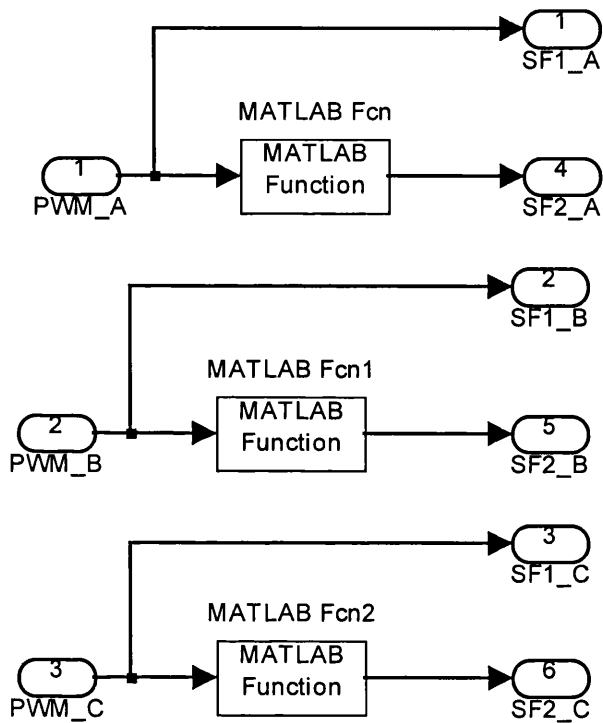 1
SF1_A
MATLAB Fcn
1
PWM_A
MATLAB
Function
4
SF2_A
2
SF1_B
MATLAB Fcn1
2
PWM_B
MATLAB
Function
5
SF2_B
3
SF1_C
MATLAB Fcn2
3
PWM_C
MATLAB
Function
6
SF2_C